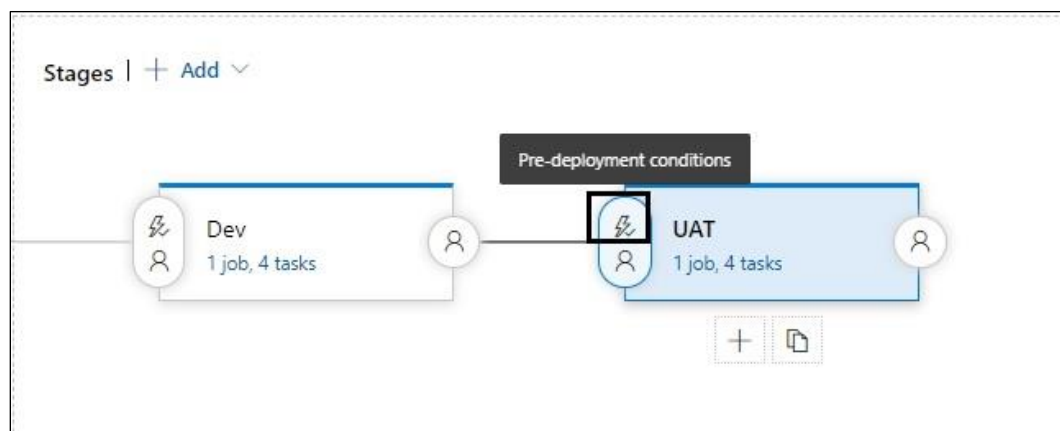 Stages | + Add
Pre-deployment conditions
Dev
1 job, 4 tasks
UAT
1 job, 4 tasks